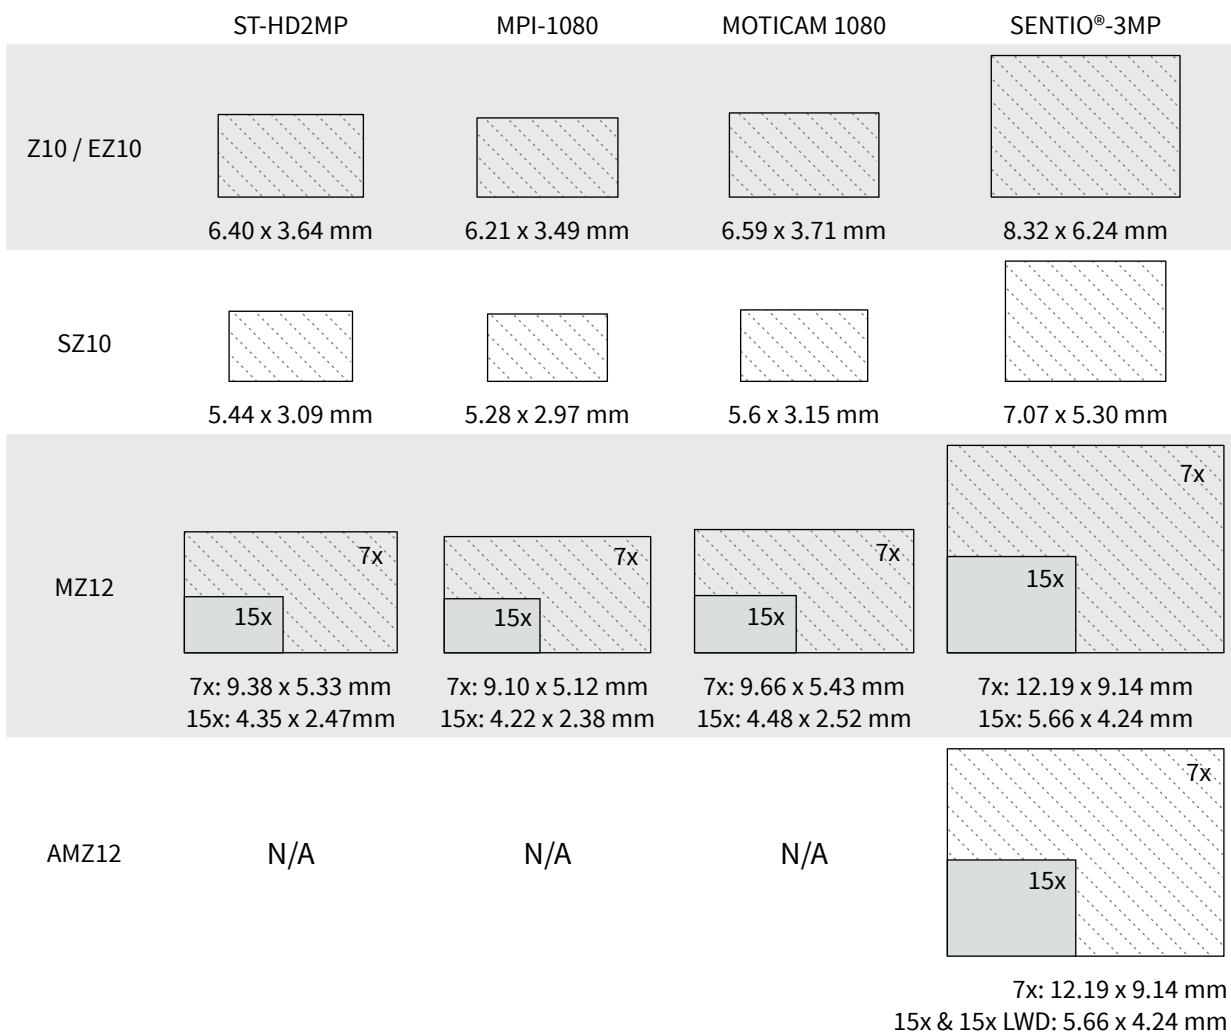 ST-HD2MP MPI-1080 MOTICAM 1080 SENTIO®-3MP
Z10 / EZ10
6.40 x 3.64 mm 6.21 x 3.49 mm 6.59 x 3.71 mm 8.32 x 6.24 mm
SZ10
5.44 x 3.09 mm 5.28 x 2.97 mm 5.6 x 3.15 mm 7.07 x 5.30 mm
7x
7x 7x 7x
15x
MZ12
15x 15x 15x
7x: 9.38 x 5.33 mm 7x: 9.10 x 5.12 mm 7x: 9.66 x 5.43 mm 7x: 12.19 x 9.14 mm
15x: 4.35 x 2.47mm 15x: 4.22 x 2.38 mm 15x: 4.48 x 2.52 mm 15x: 5.66 x 4.24 mm
7x
AMZ12 N/A N/A N/A
15x
7x: 12.19 x 9.14 mm
15x & 15x LWD: 5.66 x 4.24 mm